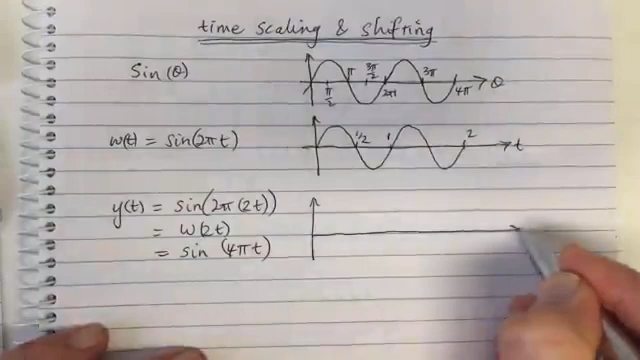 time scaling & shifting
sin(θ)
π/2 π 3π/2 2π 3π 4π θ
w(t) = sin(2πt)
1/2 1 2 t
y(t) = sin(2π(2t))
= w(2t)
= sin (4πt)